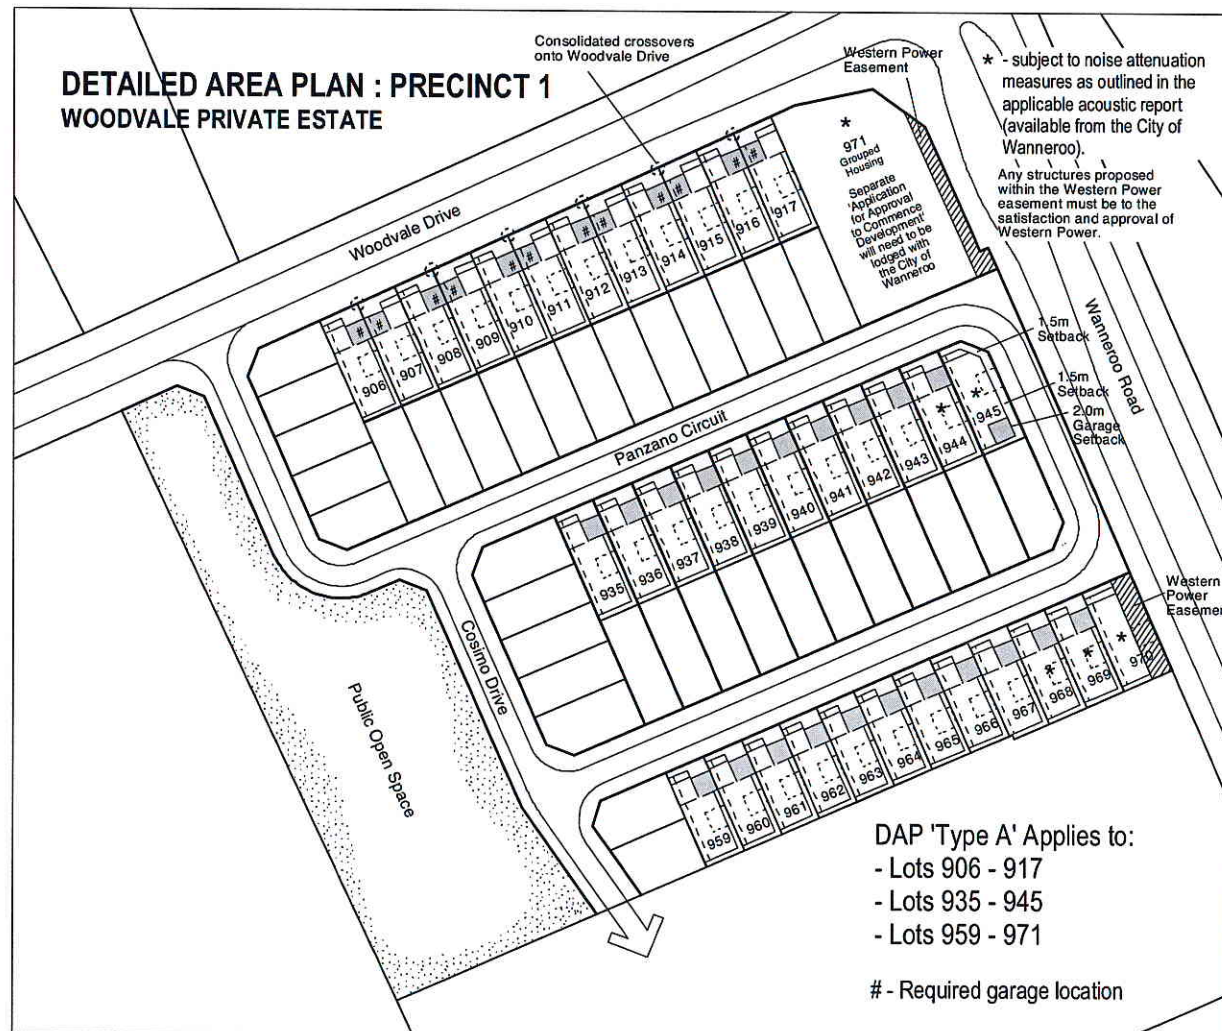 DETAILED AREA PLAN : PRECINCT 1
WOODVALE PRIVATE ESTATE
Consolidated crossovers
onto Woodvale Drive
Western Power
Easement
* - subject to noise attenuation
measures as outlined in the
applicable acoustic report
(available from the City of
Wanneroo).
Any structures proposed
within the Western Power
easement must be to the
satisfaction and approval of
Western Power.
*
971
Grouped
Housing
Separate
'Application
for Approval
to Commence
Development'
will need to be
lodged with
the City of
Wanneroo
Woodvale Drive
# # # # # # # # # # # #
906 907 908 909 910 911 912 913 914 915 916 917
Wanneroo Road
1.5m
Setback
1.5m
Setback
2.0m
Garage
Setback
Panzano Circuit
* *
935 936 937 938 939 940 941 942 943 944 945
Western
Power
Easemen
Cosimo Drive
Public Open Space
* * *
959 960 961 962 963 964 965 966 967 968 969 970
DAP 'Type A' Applies to:
- Lots 906 - 917
- Lots 935 - 945
- Lots 959 - 971
# - Required garage location